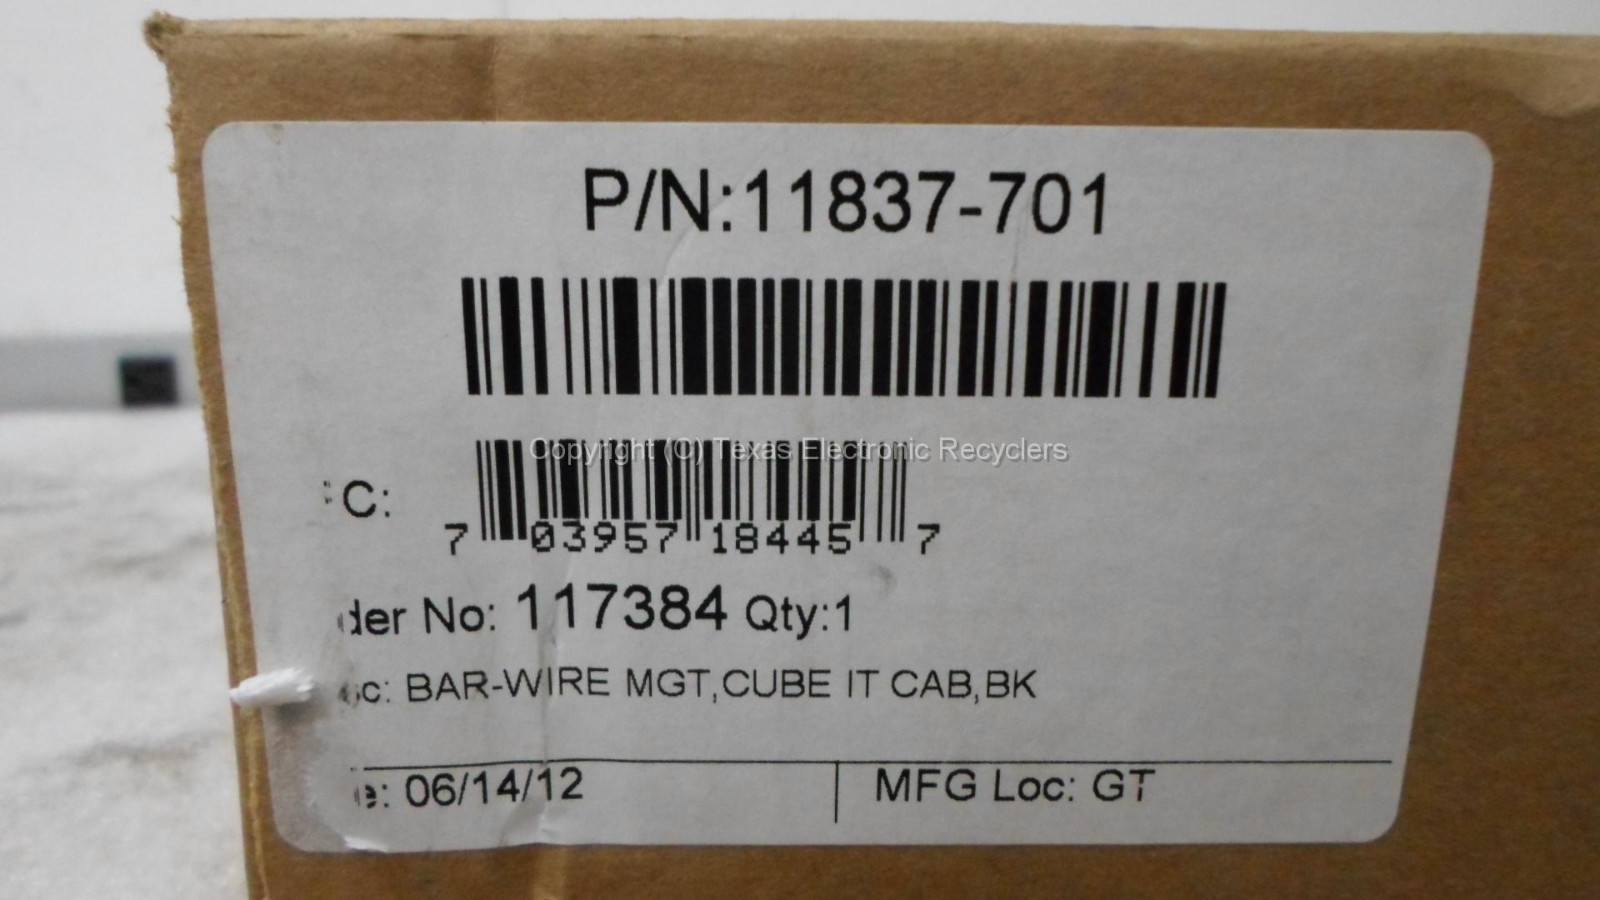 P/N:11837-701
Copyright (C) Texas Electronic Recyclers
C:
7 03957 18445 7
der No: 117384 Qty:1
c: BAR-WIRE MGT,CUBE IT CAB,BK
e: 06/14/12 MFG Loc: GT